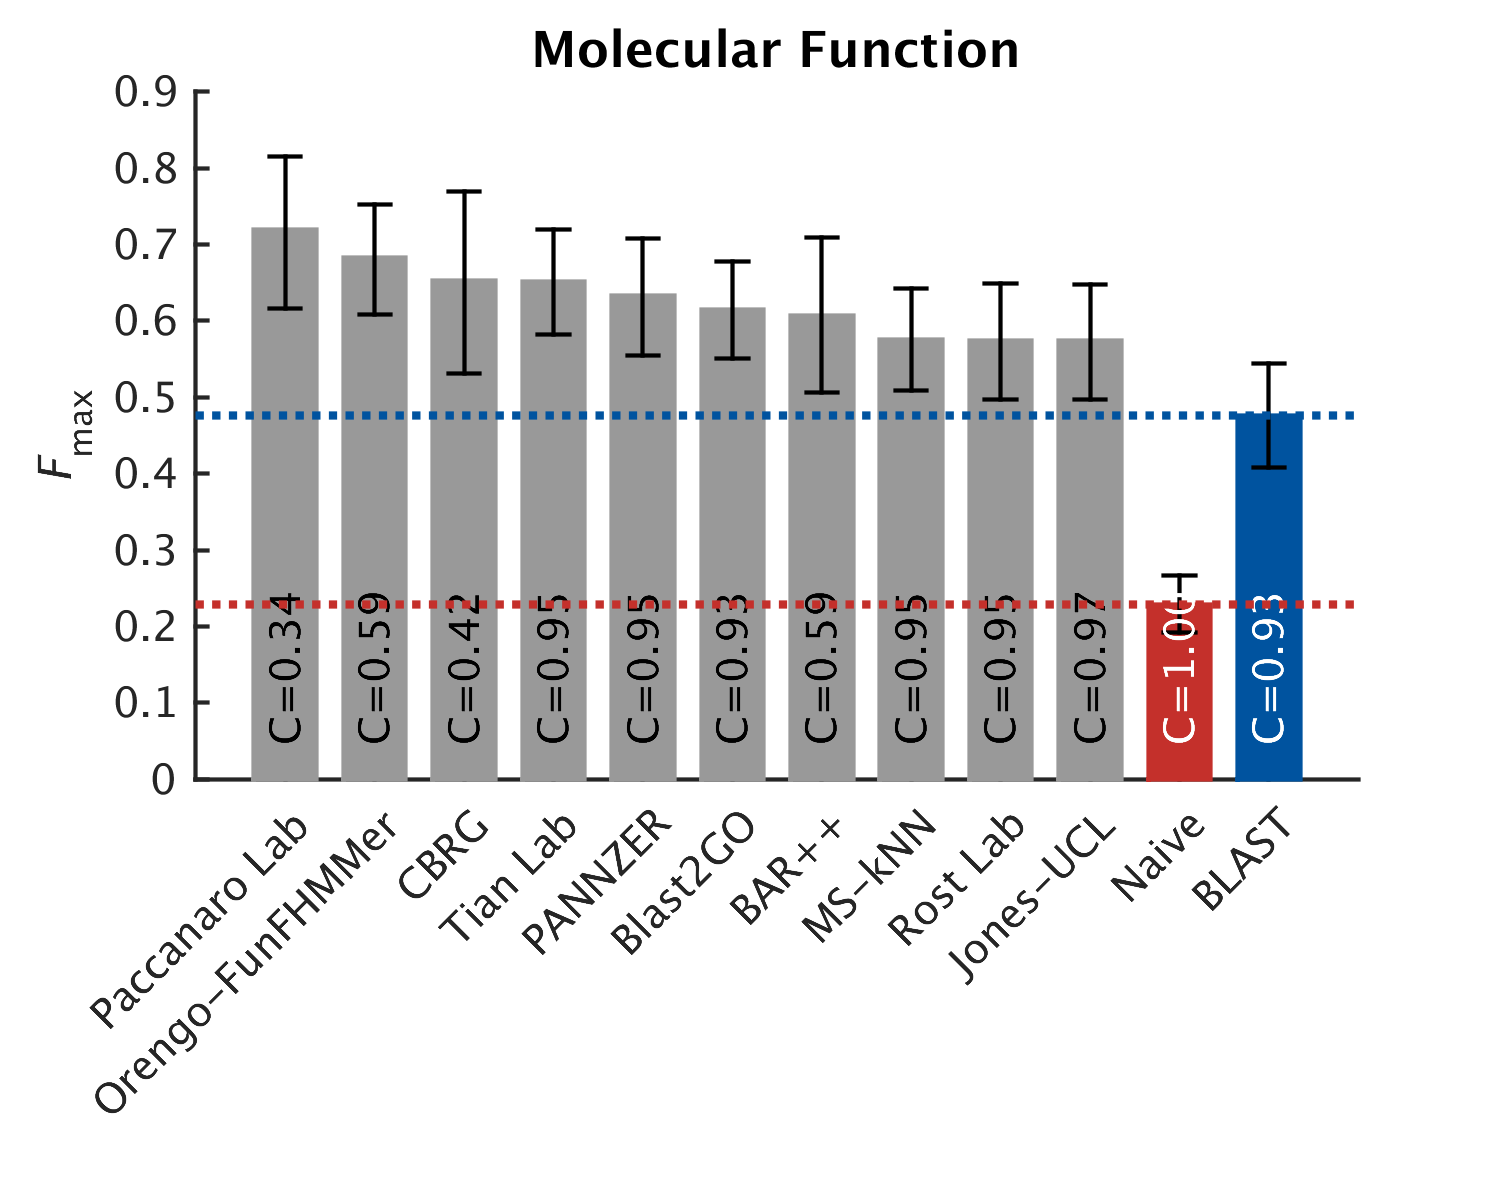 Molecular Function
0.9
0.8
0.7
0.6
0.5
0.4
0.3
0.2
0.1
0
Fmax
C=0.34
C=0.59
C=0.42
C=0.95
C=0.95
C=0.93
C=0.59
C=0.95
C=0.95
C=0.97
C=1.00
C=0.93
Paccanaro Lab
Orengo-FunFHMMer
CBRG
Tian Lab
PANNZER
Blast2GO
BAR++
MS-kNN
Rost Lab
Jones-UCL
Naive
BLAST